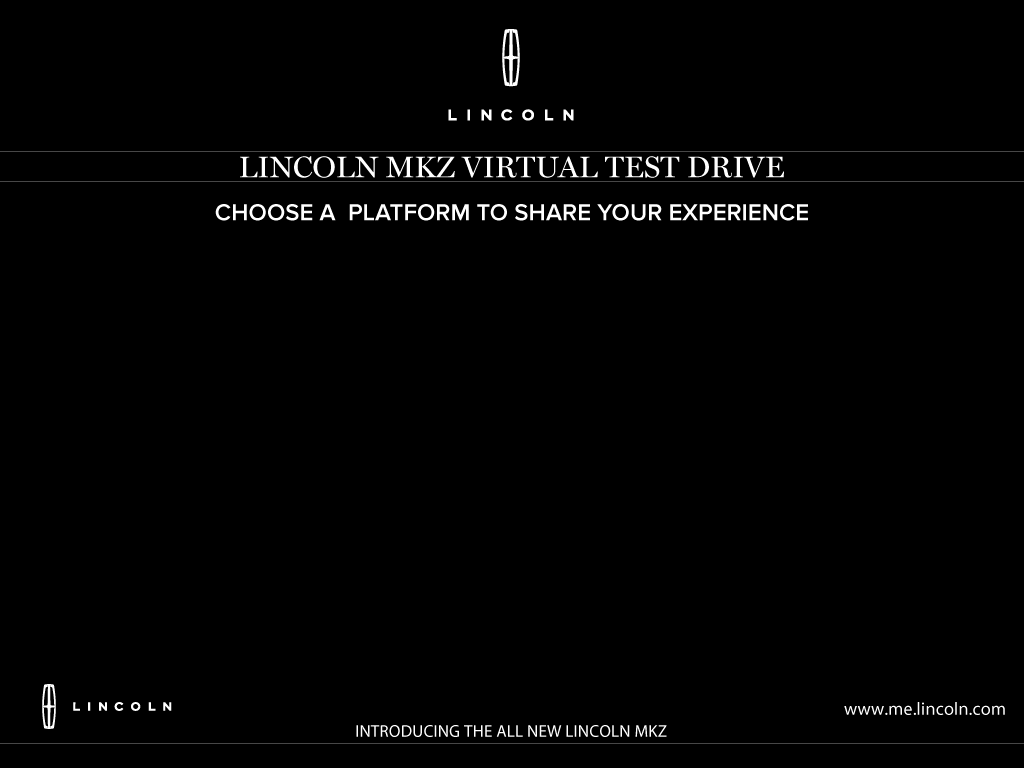 LINCOLN
LINCOLN MKZ VIRTUAL TEST DRIVE
CHOOSE A  PLATFORM TO SHARE YOUR EXPERIENCE
LINCOLN
www.me.lincoln.com
INTRODUCING THE ALL NEW LINCOLN MKZ